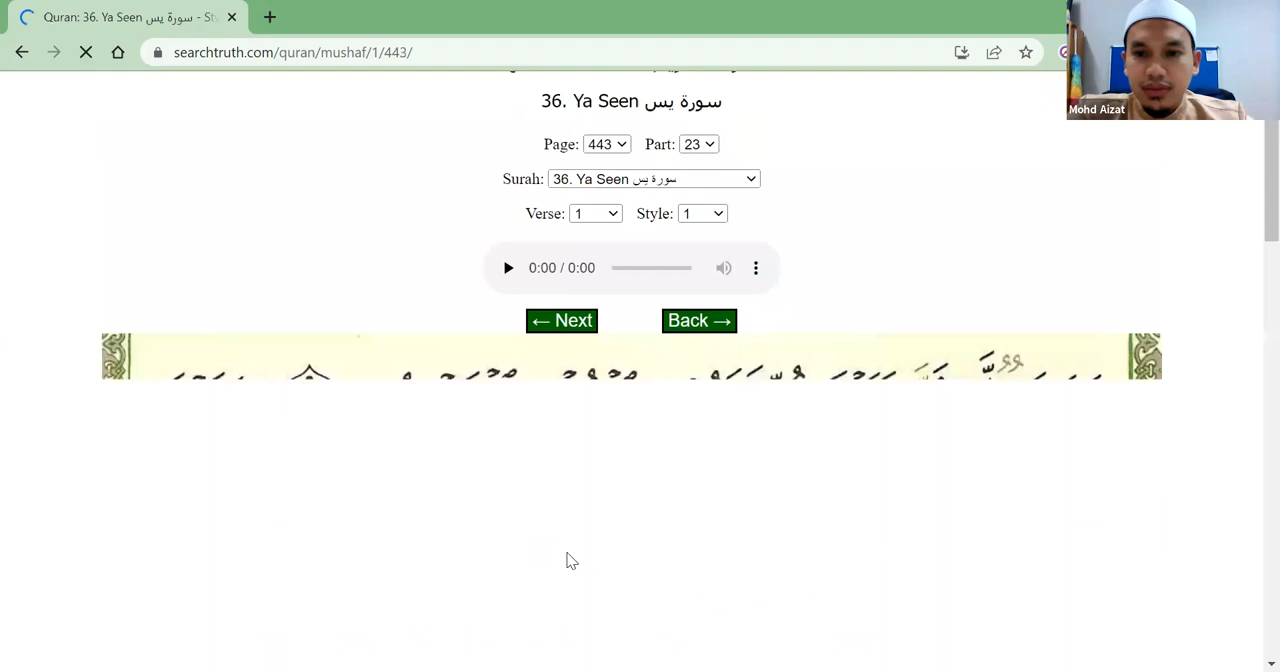 Quran: 36. Ya Seen سورة يس - St
searchtruth.com/quran/mushaf/1/443/
Mohd Aizat
36. Ya Seen سورة يس
Page: 443 Part: 23
Surah: 36. Ya Seen سورة يس
Verse: 1 Style: 1
0:00 / 0:00
← Next Back →